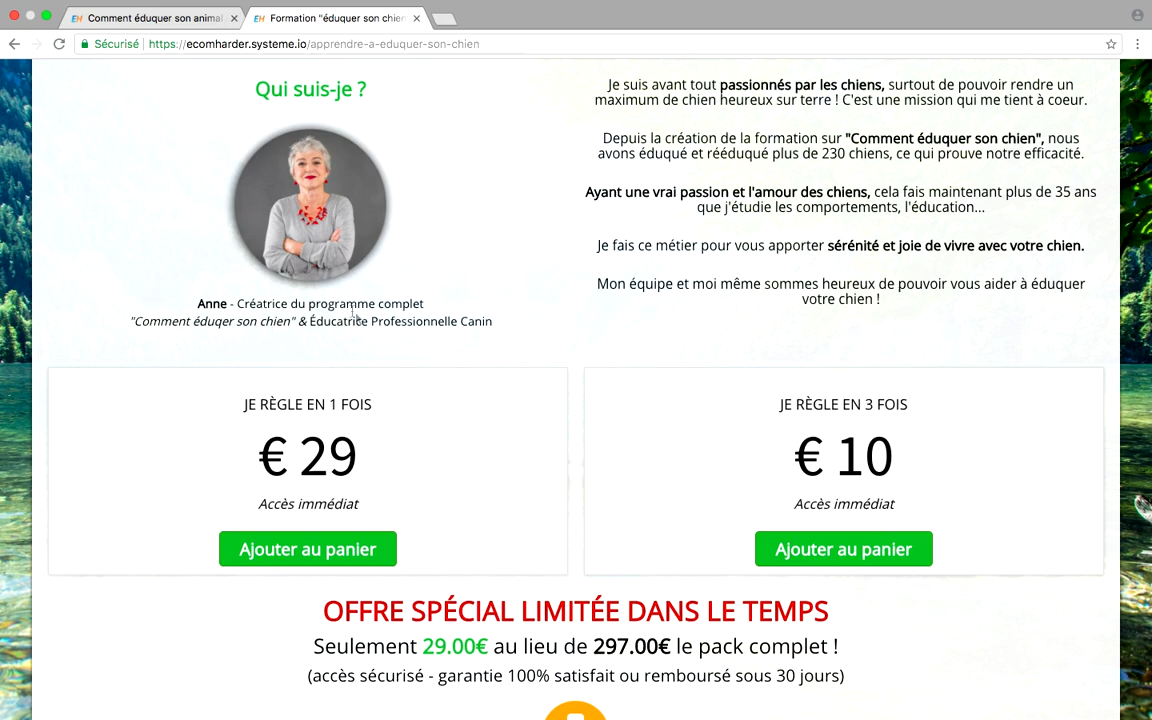 EH Comment éduquer son animal
EH Formation "éduquer son chien
Sécurisé https://ecomharder.systeme.io/apprendre-a-eduquer-son-chien
Qui suis-je ?
Anne - Créatrice du programme complet
"Comment éduqer son chien" & Éducatrice Professionnelle Canin
Je suis avant tout passionnés par les chiens, surtout de pouvoir rendre un
maximum de chien heureux sur terre ! C'est une mission qui me tient à coeur.
Depuis la création de la formation sur "Comment éduquer son chien", nous
avons éduqué et rééduqué plus de 230 chiens, ce qui prouve notre efficacité.
Ayant une vrai passion et l'amour des chiens, cela fais maintenant plus de 35 ans
que j'étudie les comportements, l'éducation...
Je fais ce métier pour vous apporter sérénité et joie de vivre avec votre chien.
Mon équipe et moi même sommes heureux de pouvoir vous aider à éduquer
votre chien !
JE RÈGLE EN 1 FOIS
€ 29
Accès immédiat
Ajouter au panier
JE RÈGLE EN 3 FOIS
€ 10
Accès immédiat
Ajouter au panier
OFFRE SPÉCIAL LIMITÉE DANS LE TEMPS
Seulement 29.00€ au lieu de 297.00€ le pack complet !
(accès sécurisé - garantie 100% satisfait ou remboursé sous 30 jours)